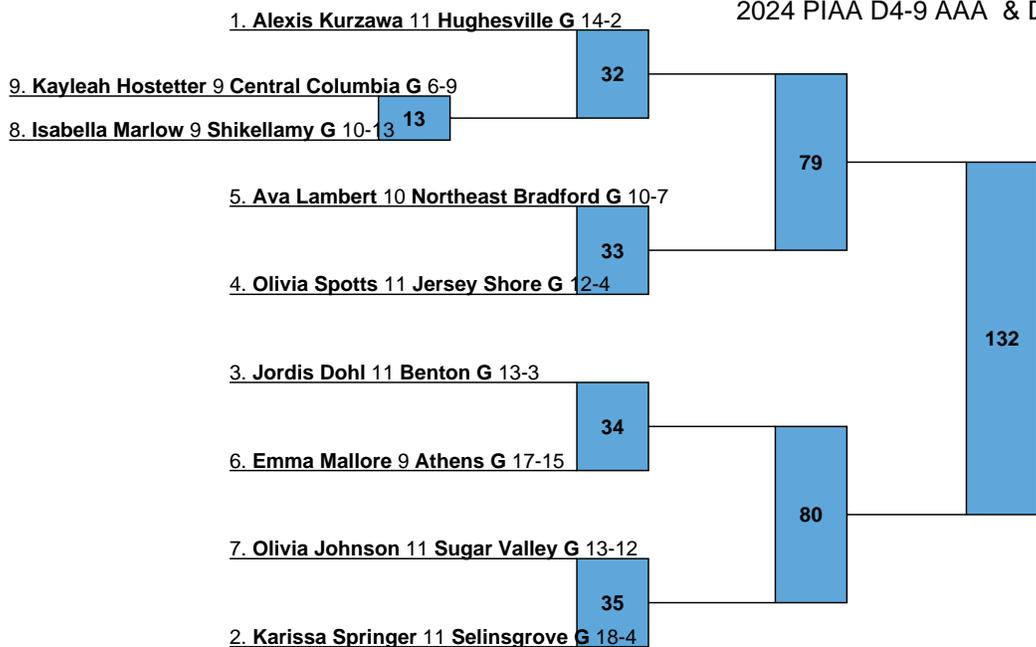 2024 PIAA D4-9 AAA & D
1. Alexis Kurzawa 11 Hughesville G 14-2
32
9. Kayleah Hostetter 9 Central Columbia G 6-9
13
8. Isabella Marlow 9 Shikellamy G 10-13
79
5. Ava Lambert 10 Northeast Bradford G 10-7
33
4. Olivia Spotts 11 Jersey Shore G 12-4
132
3. Jordis Dohl 11 Benton G 13-3
34
6. Emma Mallore 9 Athens G 17-15
80
7. Olivia Johnson 11 Sugar Valley G 13-12
35
2. Karissa Springer 11 Selinsgrove G 18-4